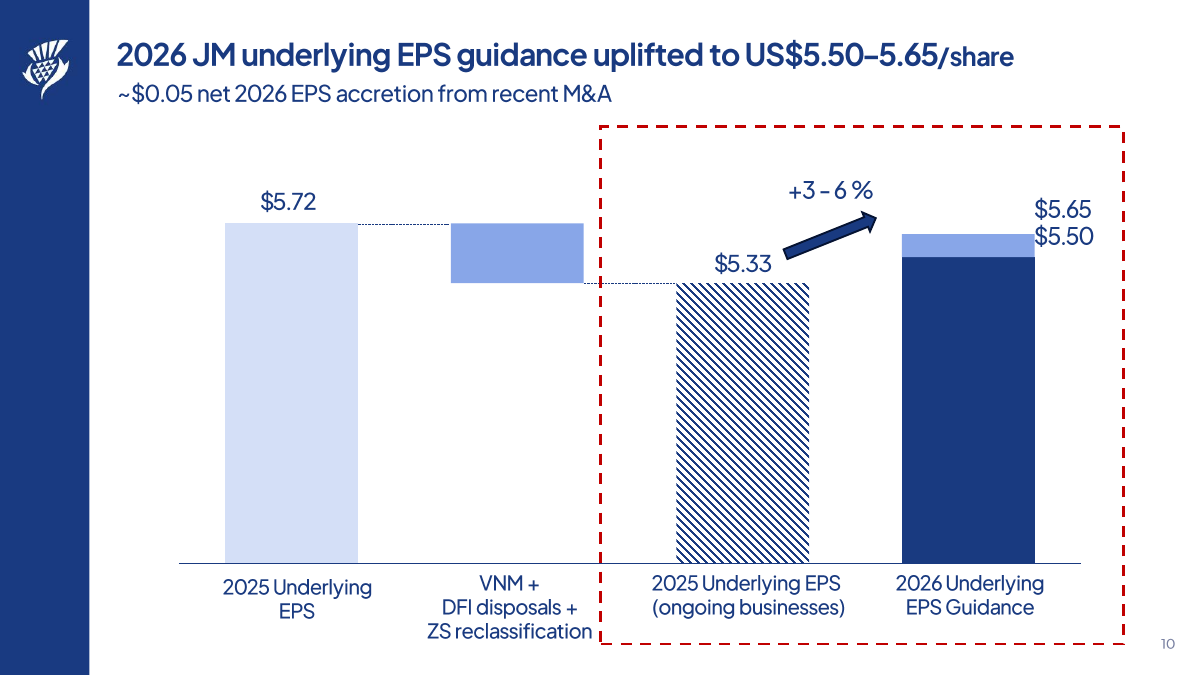 2026 JM underlying EPS guidance uplifted to US$5.50–5.65/share
~$0.05 net 2026 EPS accretion from recent M&A
+3 - 6 %
$5.72
$5.65
$5.50
$5.33
2025 Underlying
EPS
VNM +
DFI disposals +
ZS reclassification
2025 Underlying EPS
(ongoing businesses)
2026 Underlying
EPS Guidance
10